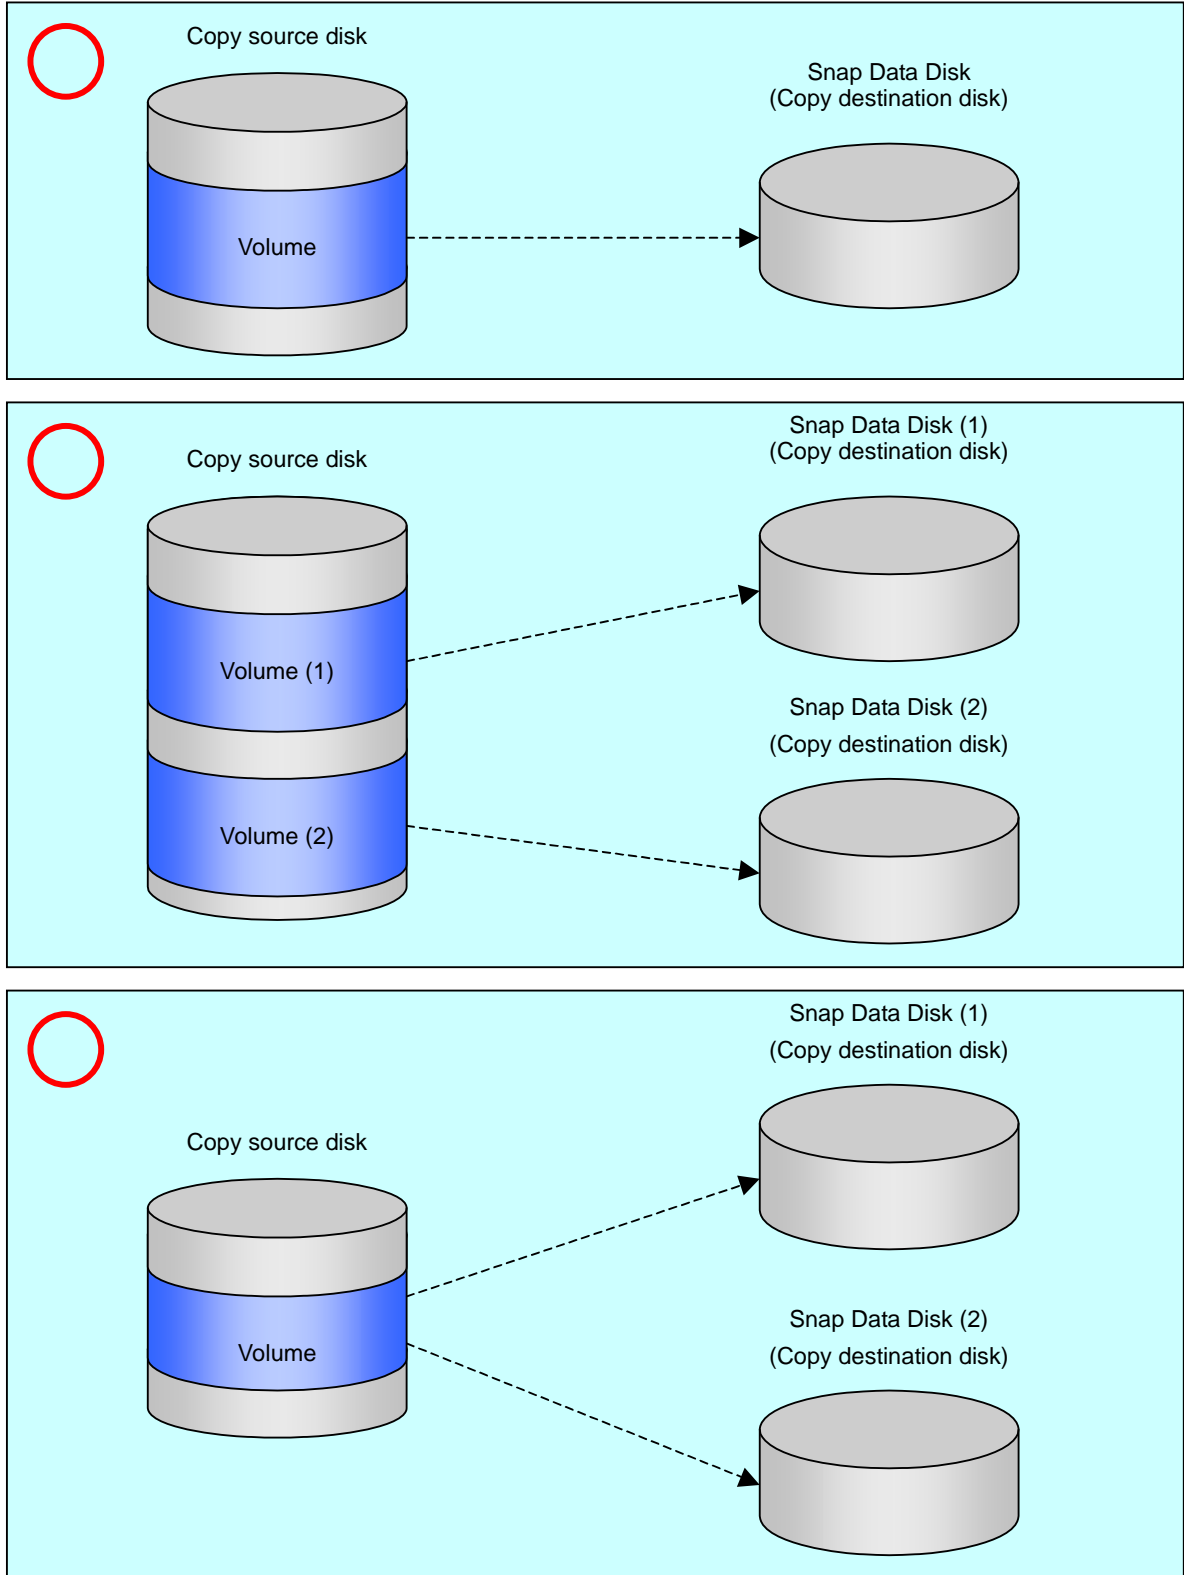 Copy source disk
Snap Data Disk
(Copy destination disk)
Volume
Snap Data Disk (1)
(Copy destination disk)
Copy source disk
Volume (1)
Snap Data Disk (2)
(Copy destination disk)
Volume (2)
Snap Data Disk (1)
(Copy destination disk)
Copy source disk
Snap Data Disk (2)
(Copy destination disk)
Volume